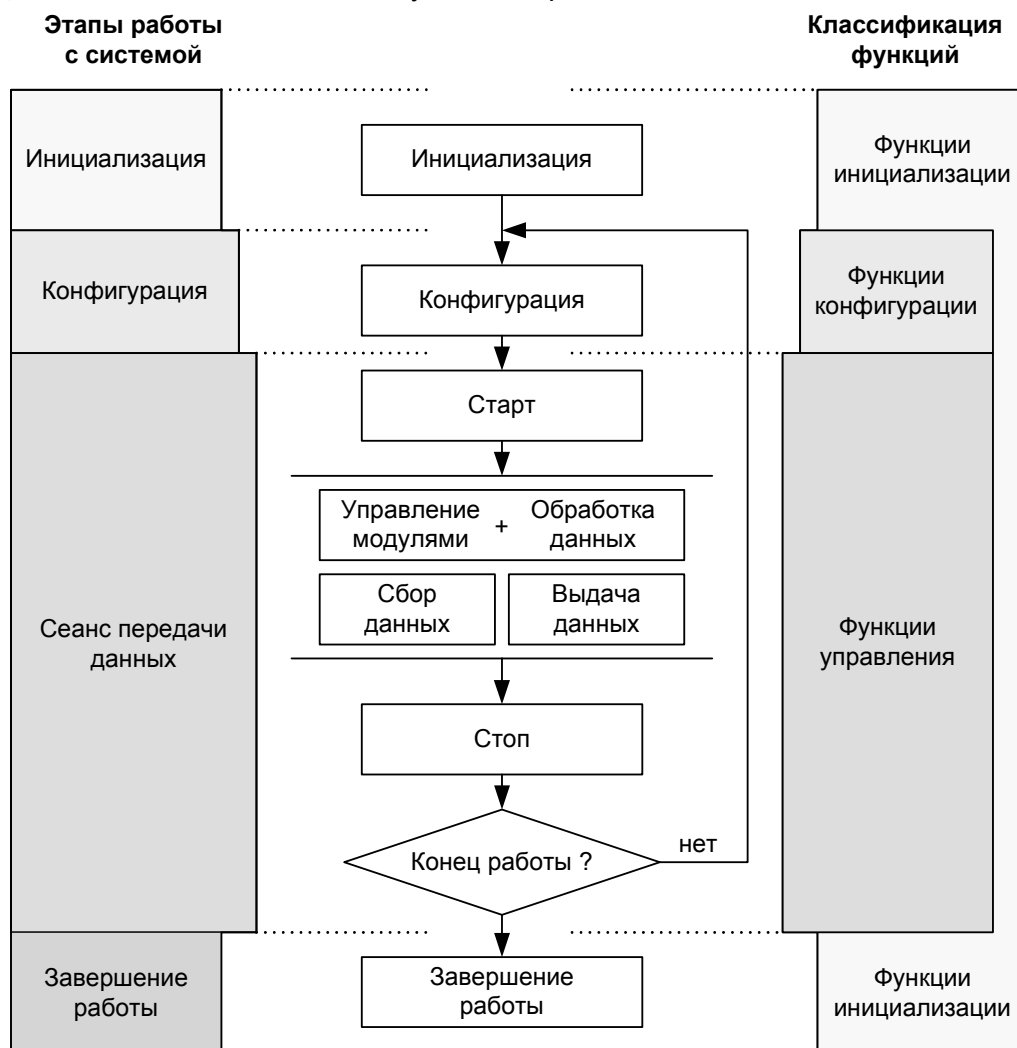 Этапы работы
с системой
Классификация
функций
Инициализация
Инициализация
Функции
инициализации
Конфигурация
Конфигурация
Функции
конфигурации
Старт
Управление
модулями
+
Обработка
данных
Сбор
данных
Выдача
данных
Сеанс передачи
данных
Функции
управления
Стоп
Конец работы ?
нет
Завершение
работы
Завершение
работы
Функции
инициализации